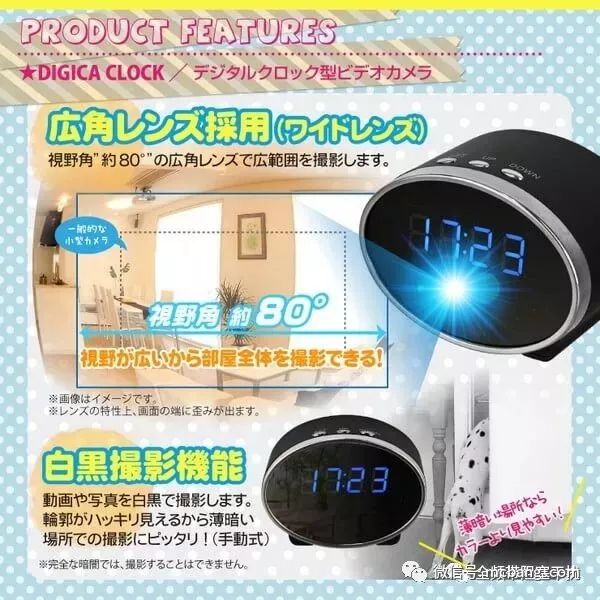 PRODUCT FEATURES
★DIGICA CLOCK／デジタルクロック型ビデオカメラ
広角レンズ採用(ワイドレンズ)
視野角"約80°"の広角レンズで広範囲を撮影します。
UP
DOWN
17:23
一般的な
小型カメラ
視野角 約80°
視野が広いから部屋全体を撮影できる!
※画像はイメージです。
※レンズの特性上、画面の端に歪みが出ます。
白黒撮影機能
動画や写真を白黒で撮影します。
輪郭がハッキリ見えるから薄暗い
場所での撮影にピッタリ!(手動式)
※完全な暗闇では、撮影することはできません。
17:23
薄暗い場所なら
カラーよい見やすい!